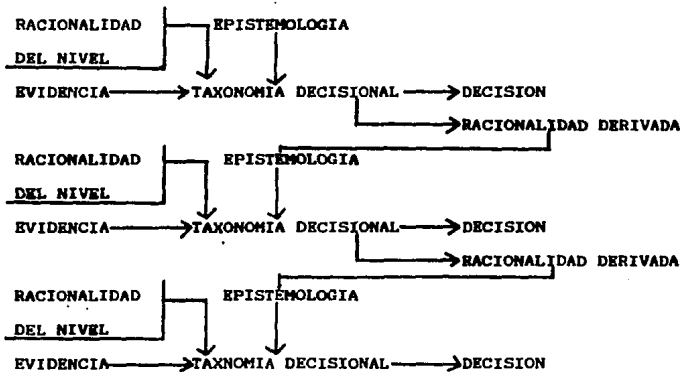 RACIONALIDAD EPISTEMOLOGIA
DEL NIVEL
EVIDENCIA TAXONOMIA DECISIONAL DECISION
RACIONALIDAD DERIVADA
RACIONALIDAD EPISTEMOLOGIA
DEL NIVEL
EVIDENCIA TAXONOMIA DECISIONAL DECISION
RACIONALIDAD DERIVADA
RACIONALIDAD EPISTEMOLOGIA
DEL NIVEL
EVIDENCIA TAXNOMIA DECISIONAL DECISION